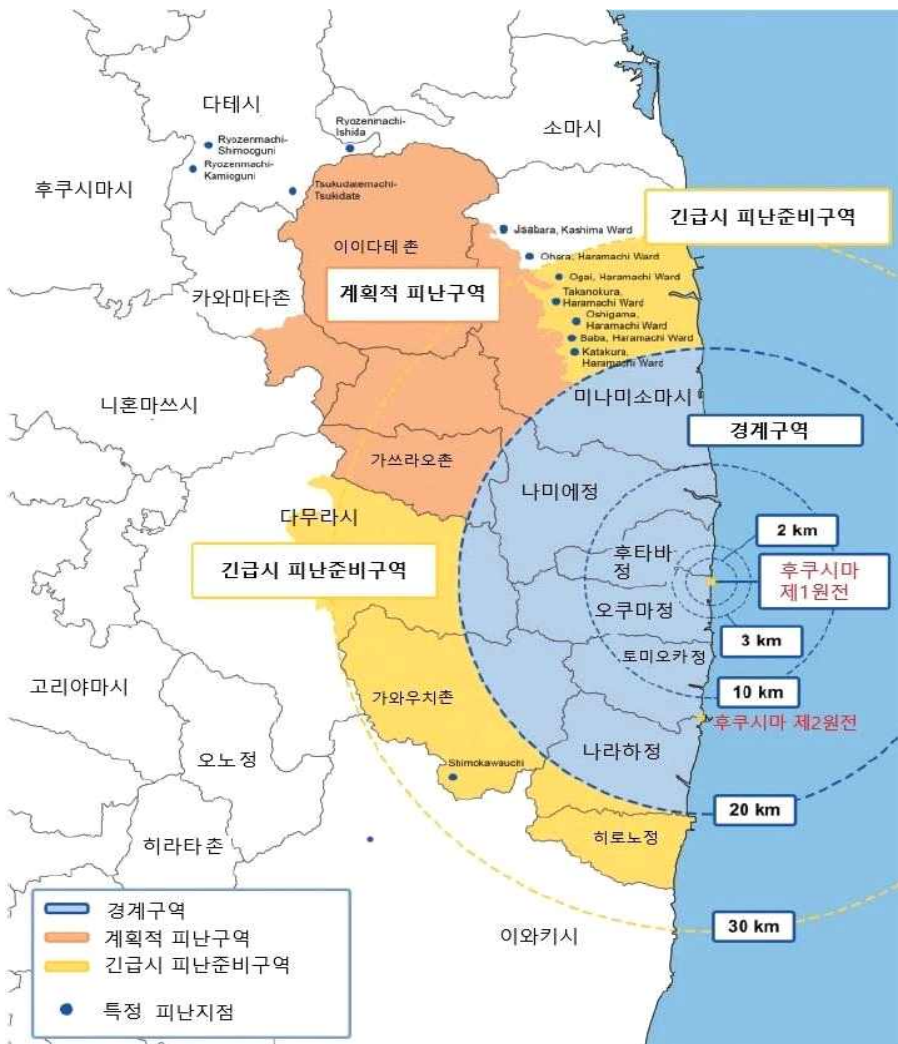 다테시
Ryozenmachi-
Shimooguni
Ryozenmachi-
Kamioguni
Ryozenmachi-
Ishida
소마시
후쿠시마시
Tsukudatemachi-
Tsukidate
긴급시 피난준비구역
이이다테 촌
Jisabara, Kashima Ward
Ohara, Haramachi Ward
계획적 피난구역
카와마타촌
Ogai, Haramachi Ward
Takanokura,
Haramachi Ward
Oshigama,
Haramachi Ward
Baba, Haramachi Ward
Katakura,
Haramachi Ward
미나미소마시
니혼마쓰시
경계구역
가쓰라오촌
나미에정
다무라시
2 km
후타바
정
긴급시 피난준비구역
후쿠시마
제1원전
오쿠마정
3 km
토미오카정
고리야마시
가와우치촌
10 km
후쿠시마 제2원전
오노정
나라하정
Shimokawauchi
20 km
히라타촌
히로노정
경계구역
계획적 피난구역
긴급시 피난준비구역
특정 피난지점
이와키시
30 km